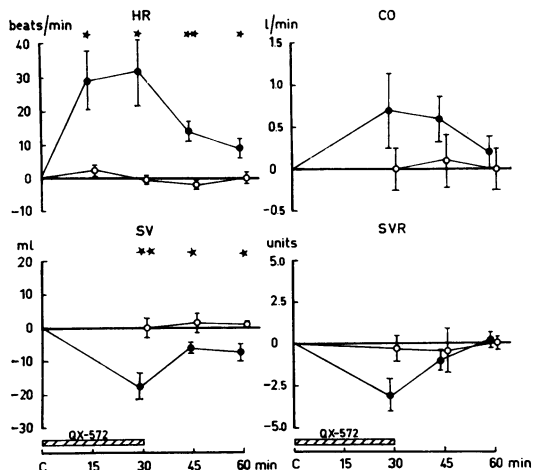 HR
beats/min
★ ★ ★★ ★
40
30
20
10
0
-10
CO
l/min
1.5
1.0
0.5
0
0.5
SV
ml
★★ ★ ★
20
10
0
-10
-20
-30
QX-572
C 15 30 45 60 min
SVR
units
5.0
2.5
0
-2.5
-5.0
QX-572
C 15 30 45 60 min